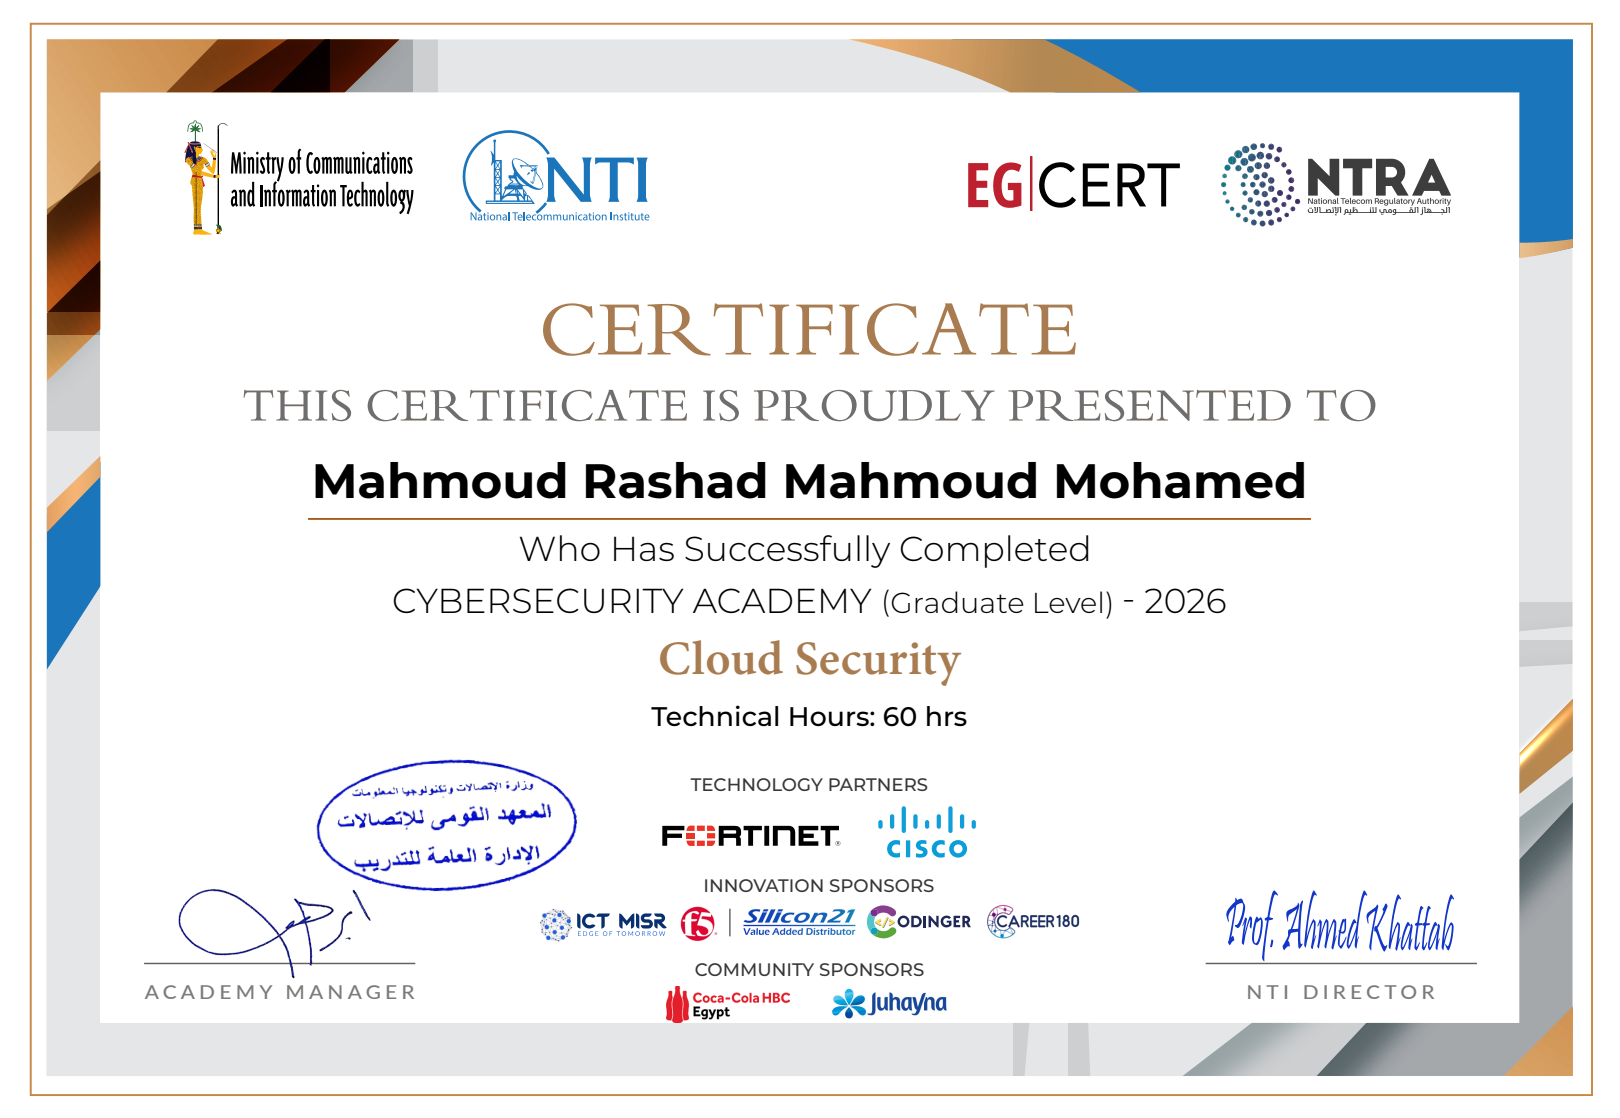 Ministry of Communications
and Information Technology
NTI
National Telecommunication Institute
EG|CERT
NTRA
National Telecom Regulatory Authority
الجهاز القومي لتنظيم الإتصالات
CERTIFICATE
THIS CERTIFICATE IS PROUDLY PRESENTED TO
Mahmoud Rashad Mahmoud Mohamed
Who Has Successfully Completed
CYBERSECURITY ACADEMY (Graduate Level) - 2026
Cloud Security
Technical Hours: 60 hrs
وزارة الإتصالات وتكنولوجيا المعلومات
المعهد القومى للإتصالات
الإدارة العامة للتدريب
TECHNOLOGY PARTNERS
FORTINET
CISCO
INNOVATION SPONSORS
ICT MISR
EDGE OF TOMORROW
f5
Silicon21
Value Added Distributor
CODINGER
CAREER180
COMMUNITY SPONSORS
Coca-Cola HBC
Egypt
Juhayna
ACADEMY MANAGER
Prof. Ahmed Khattab
NTI DIRECTOR